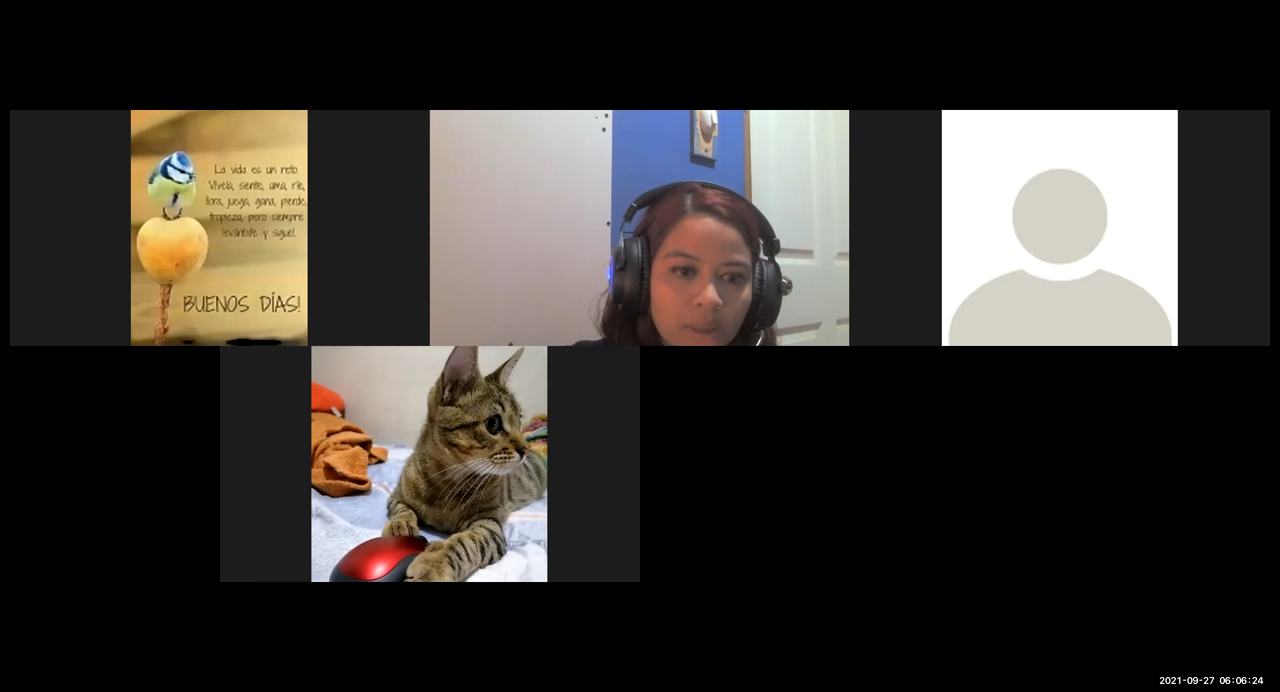 La vida es un reto.
Vívela, siente, ama, ríe,
llora, juega, gana, pierde,
tropieza, pero siempre
levántate y sigue!.
BUENOS DÍAS!
2021-09-27 06:06:24